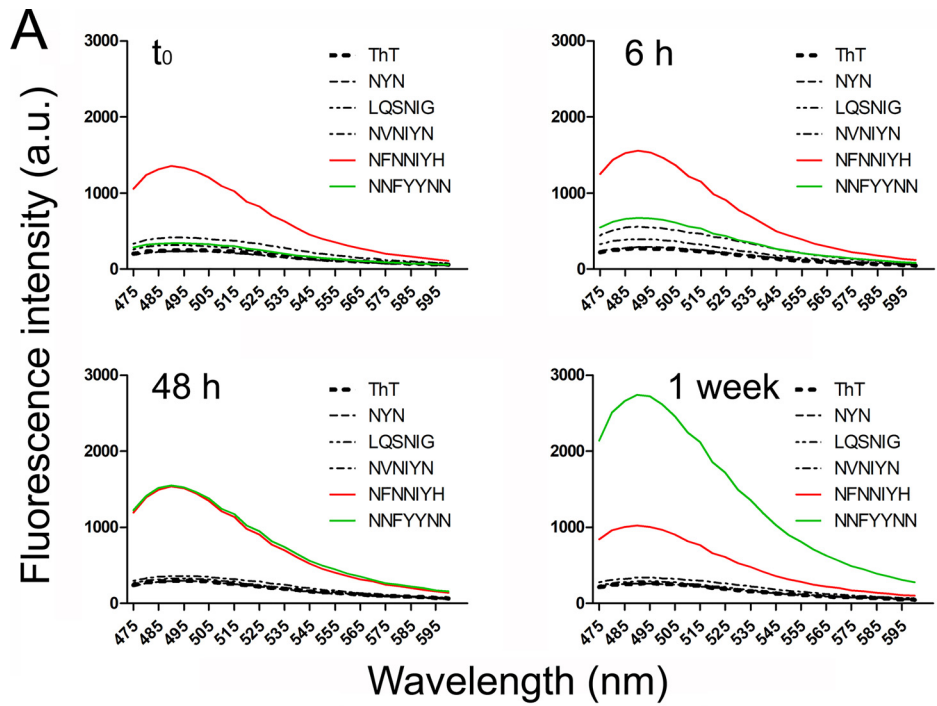 A
Fluorescence intensity (a.u.)
t0
3000
2000
1000
0
ThT
NYN
LQSNIG
NVNIYN
NFNNIYH
NNFYYNN
475 485 495 505 515 525 535 545 555 565 575 585 595
6 h
3000
2000
1000
0
ThT
NYN
LQSNIG
NVNIYN
NFNNIYH
NNFYYNN
475 485 495 505 515 525 535 545 555 565 575 585 595
48 h
3000
2000
1000
0
ThT
NYN
LQSNIG
NVNIYN
NFNNIYH
NNFYYNN
475 485 495 505 515 525 535 545 555 565 575 585 595
1 week
3000
2000
1000
0
ThT
NYN
LQSNIG
NVNIYN
NFNNIYH
NNFYYNN
475 485 495 505 515 525 535 545 555 565 575 585 595
Wavelength (nm)